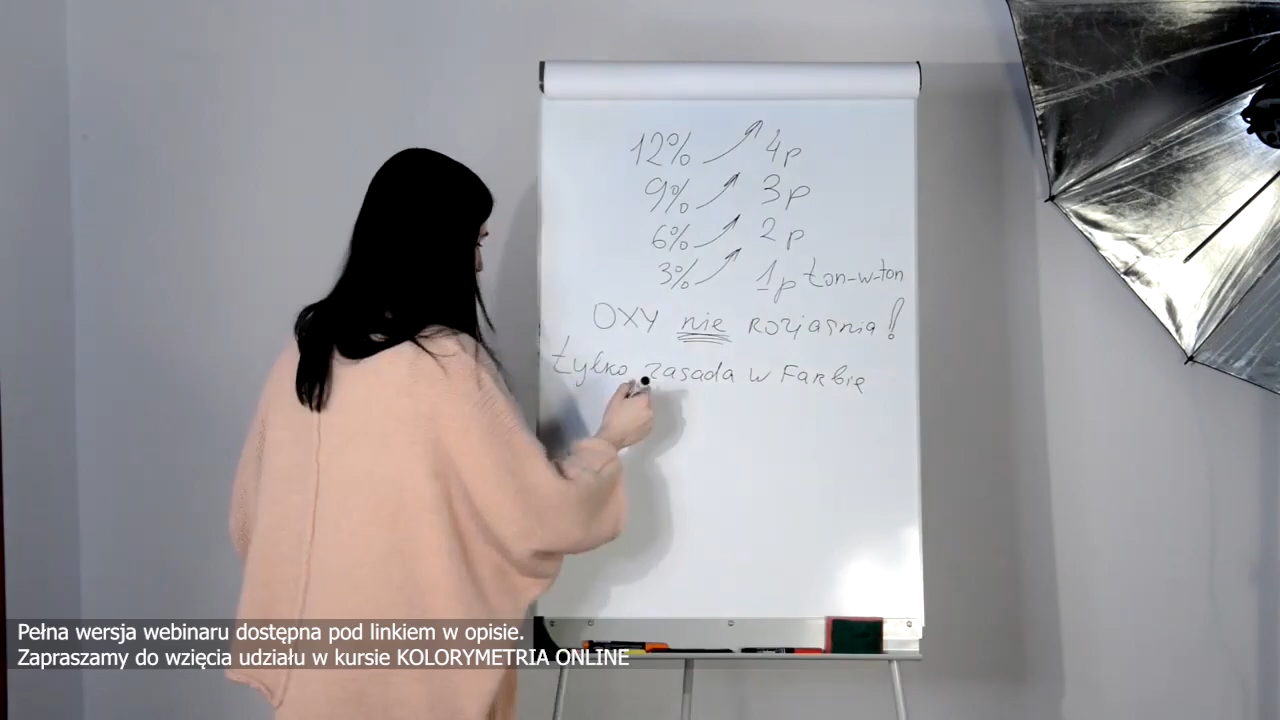 12% 4p
9% 3p
6% 2p
3% 1p ton-w-ton
OXY nie rozjaśnia!
tylko zasada w farbie
Pełna wersja webinaru dostępna pod linkiem w opisie.
Zapraszamy do wzięcia udziału w kursie KOLORYMETRIA ONLINE